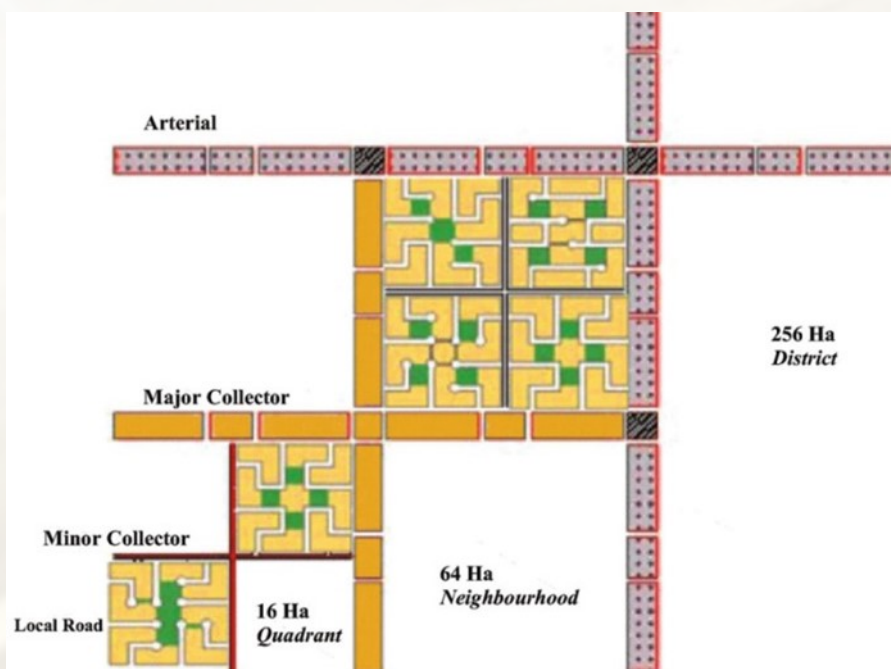 Arterial
256 Ha
District
Major Collector
Minor Collector
64 Ha
Neighbourhood
16 Ha
Quadrant
Local Road